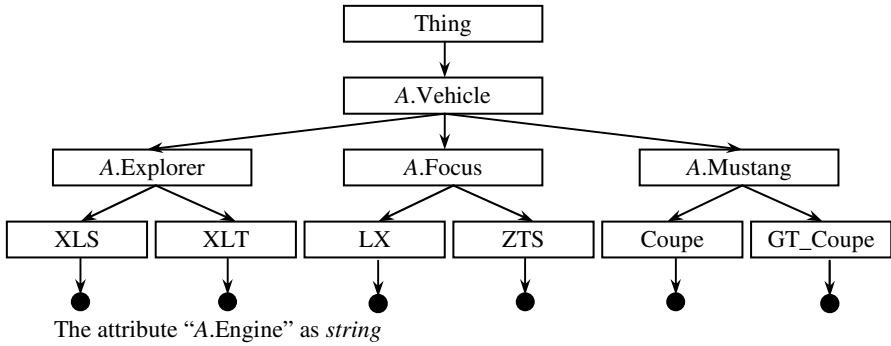 Thing
A.Vehicle
A.Explorer A.Focus A.Mustang
XLS XLT LX ZTS Coupe GT_Coupe
The attribute “A.Engine” as string